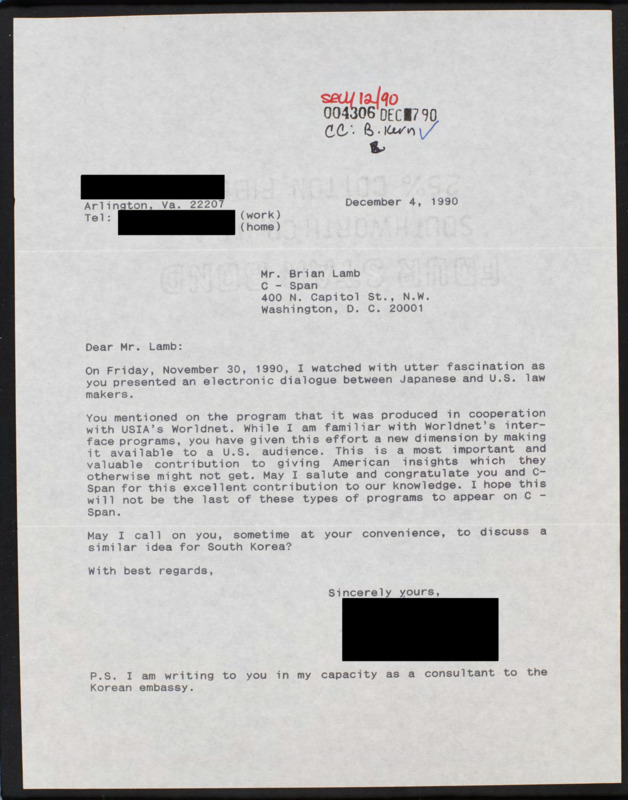 12/90
004306 DEC 7 90
CC: B. Kern ✓
B
Arlington, Va. 22207
December 4, 1990
Tel: (work)
(home)
Mr. Brian Lamb
C - Span
400 N. Capitol St., N.W.
Washington, D. C. 20001
Dear Mr. Lamb:
On Friday, November 30, 1990, I watched with utter fascination as
you presented an electronic dialogue between Japanese and U.S. law
makers.
You mentioned on the program that it was produced in cooperation
with USIA's Worldnet. While I am familiar with Worldnet's inter-
face programs, you have given this effort a new dimension by making
it available to a U.S. audience. This is a most important and
valuable contribution to giving American insights which they
otherwise might not get. May I salute and congratulate you and C-
Span for this excellent contribution to our knowledge. I hope this
will not be the last of these types of programs to appear on C -
Span.
May I call on you, sometime at your convenience, to discuss a
similar idea for South Korea?
With best regards,
Sincerely yours,
P.S. I am writing to you in my capacity as a consultant to the
Korean embassy.